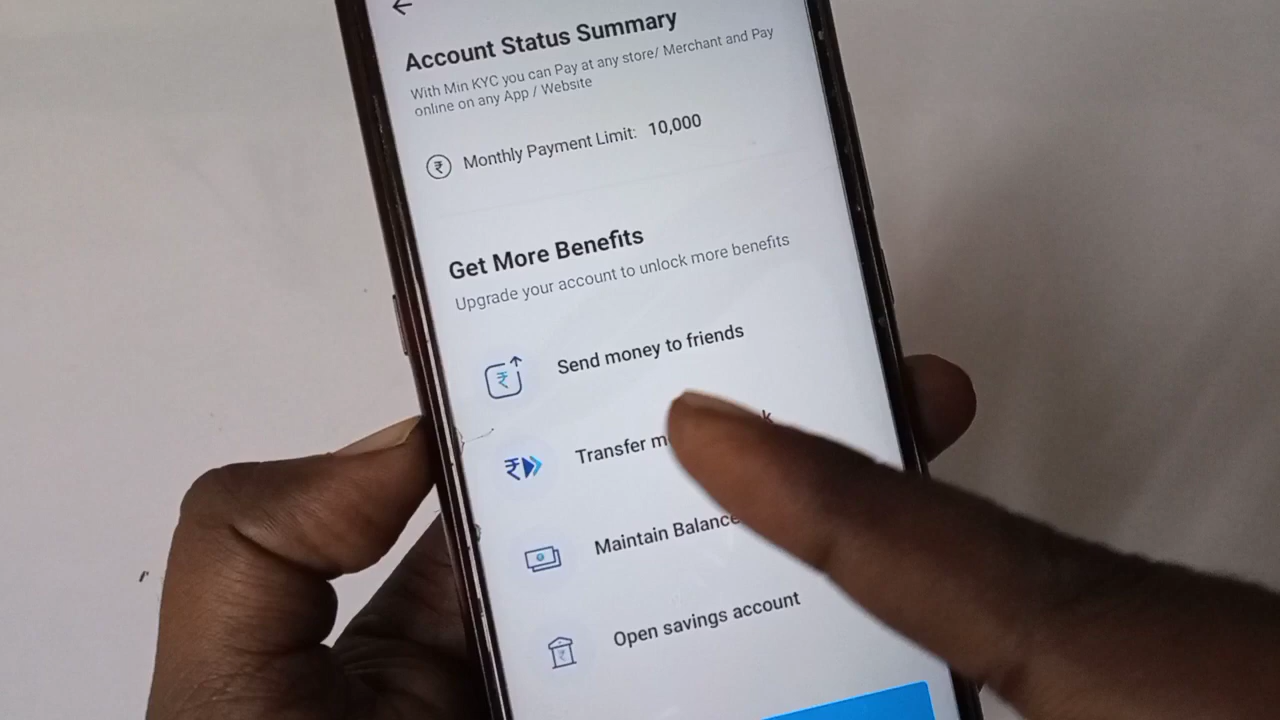 Account Status Summary
With Min KYC you can Pay at any store/ Merchant and Pay
online on any App / Website
₹ Monthly Payment Limit: 10,000
Get More Benefits
Upgrade your account to unlock more benefits
₹ Send money to friends
₹ Transfer
Maintain Balance
₹ Open savings account